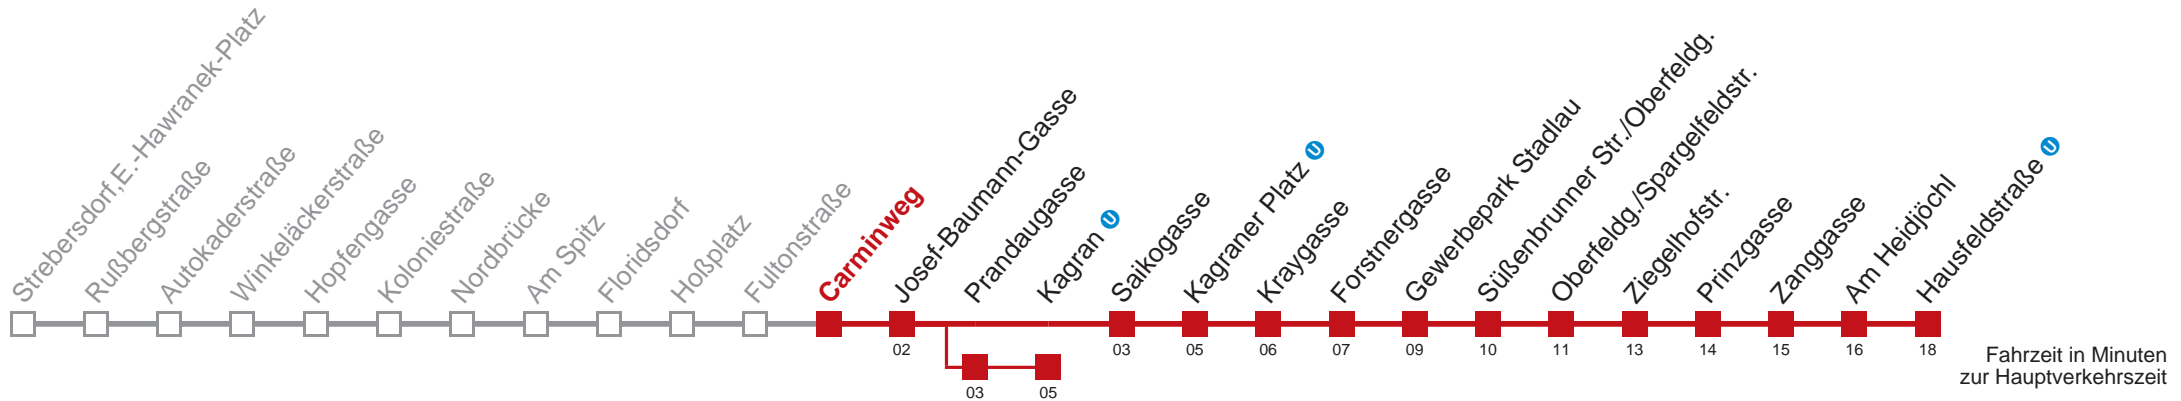 Strebersdorf,E.-Hawranek-Platz
Rußbergstraße
Autokaderstraße
Winkeläckerstraße
Hopfengasse
Koloniestraße
Nordbrücke
Am Spitz
Floridsdorf
Hoßplatz
Fultonstraße
Carminweg
Josef-Baumann-Gasse
Prandaugasse
Kagran U
Saikogasse
Kagraner Platz U
Kraygasse
Forstnergasse
Gewerbepark Stadlau
Süßenbrunner Str./Oberfeldg.
Oberfeldg./Spargelfeldstr.
Ziegelhofstr.
Prinzgasse
Zanggasse
Am Heidjöchl
Hausfeldstraße U
02 03 05 06 07 09 10 11 13 14 15 16 18
03 05
Fahrzeit in Minuten
zur Hauptverkehrszeit